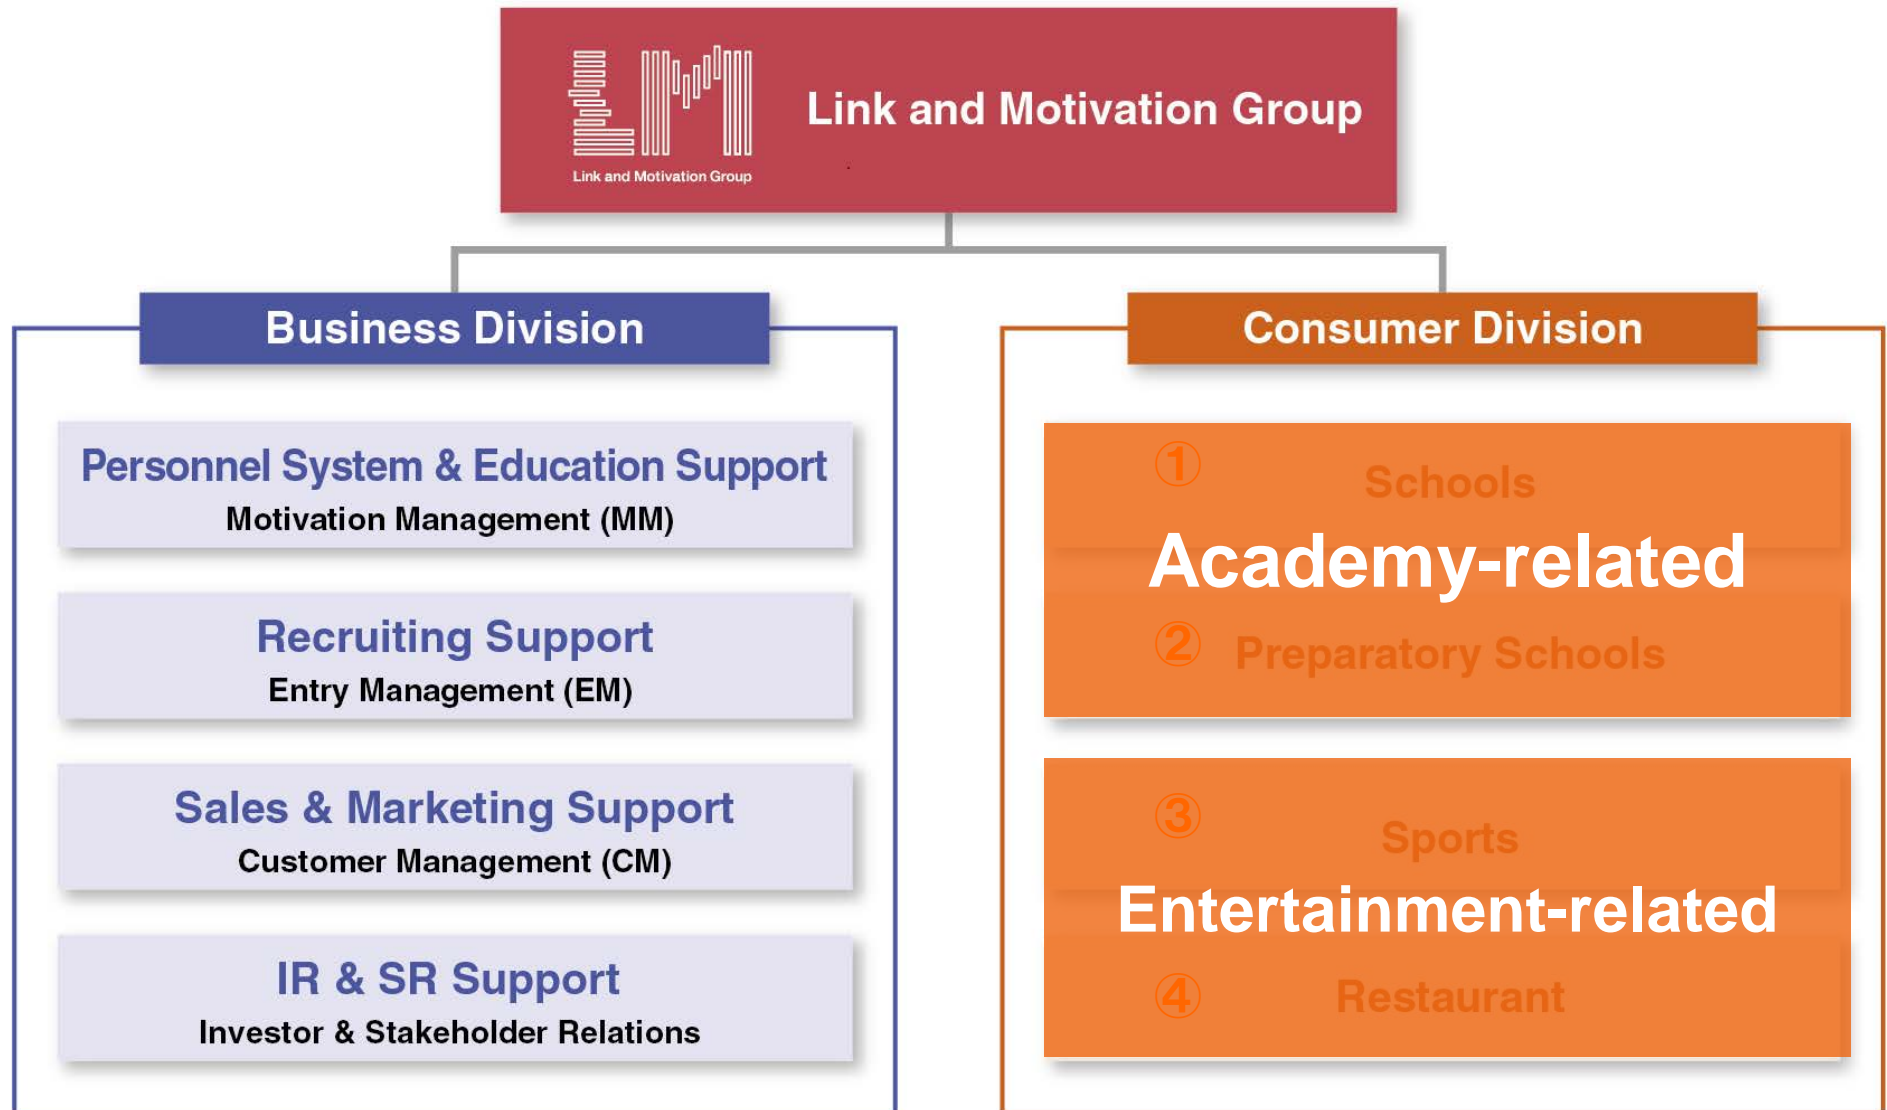 Link and Motivation Group
Link and Motivation Group
Business Division
Personnel System & Education Support
Motivation Management (MM)
Recruiting Support
Entry Management (EM)
Sales & Marketing Support
Customer Management (CM)
IR & SR Support
Investor & Stakeholder Relations
Consumer Division
① Schools
Academy-related
② Preparatory Schools
③ Sports
Entertainment-related
④ Restaurant